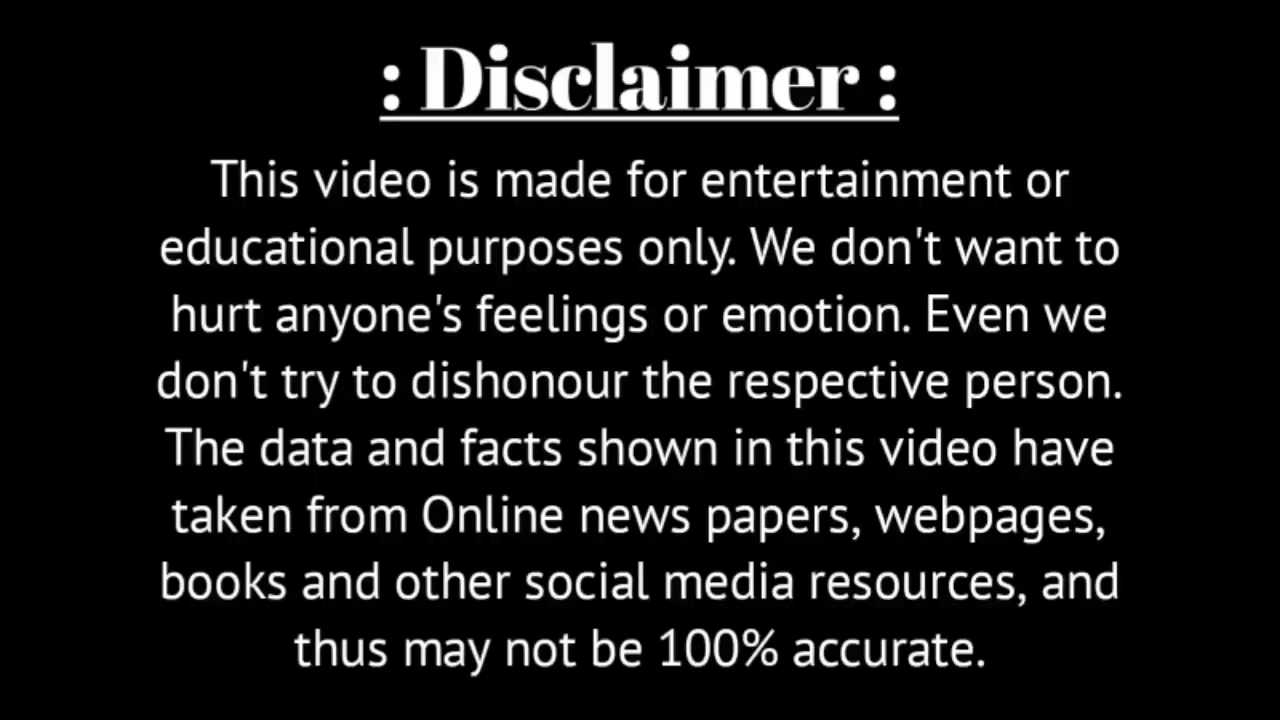 : Disclaimer :
This video is made for entertainment or
educational purposes only. We don't want to
hurt anyone's feelings or emotion. Even we
don't try to dishonour the respective person.
The data and facts shown in this video have
taken from Online news papers, webpages,
books and other social media resources, and
thus may not be 100% accurate.